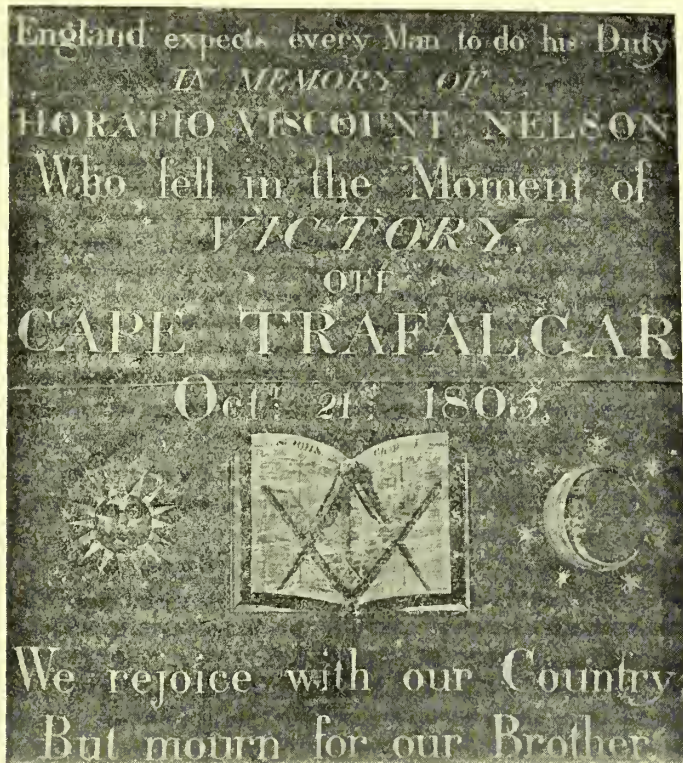 England expects every Man to do his Duty
IN MEMORY OF
HORATIO VISCOUNT NELSON
Who fell in the Moment of
VICTORY,
OFF
CAPE TRAFALGAR
Octr. 21st. 1805.
We rejoice with our Country
But mourn for our Brother.